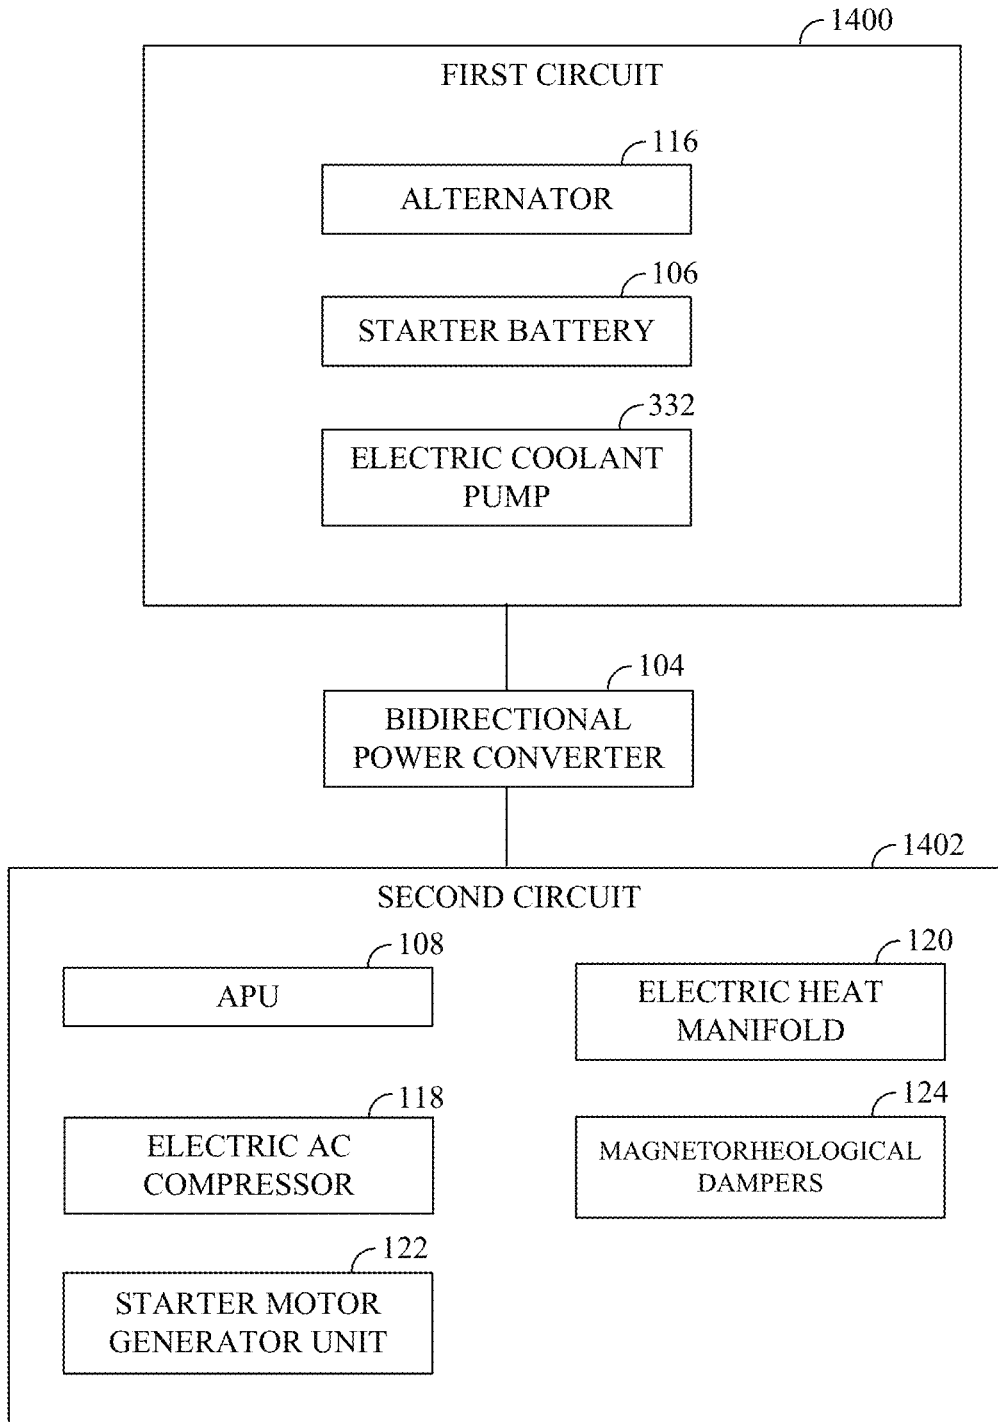 1400
FIRST CIRCUIT
116
ALTERNATOR
106
STARTER BATTERY
332
ELECTRIC COOLANT
PUMP
104
BIDIRECTIONAL
POWER CONVERTER
1402
SECOND CIRCUIT
108
APU
120
ELECTRIC HEAT
MANIFOLD
118
ELECTRIC AC
COMPRESSOR
124
MAGNETORHEOLOGICAL
DAMPERS
122
STARTER MOTOR
GENERATOR UNIT